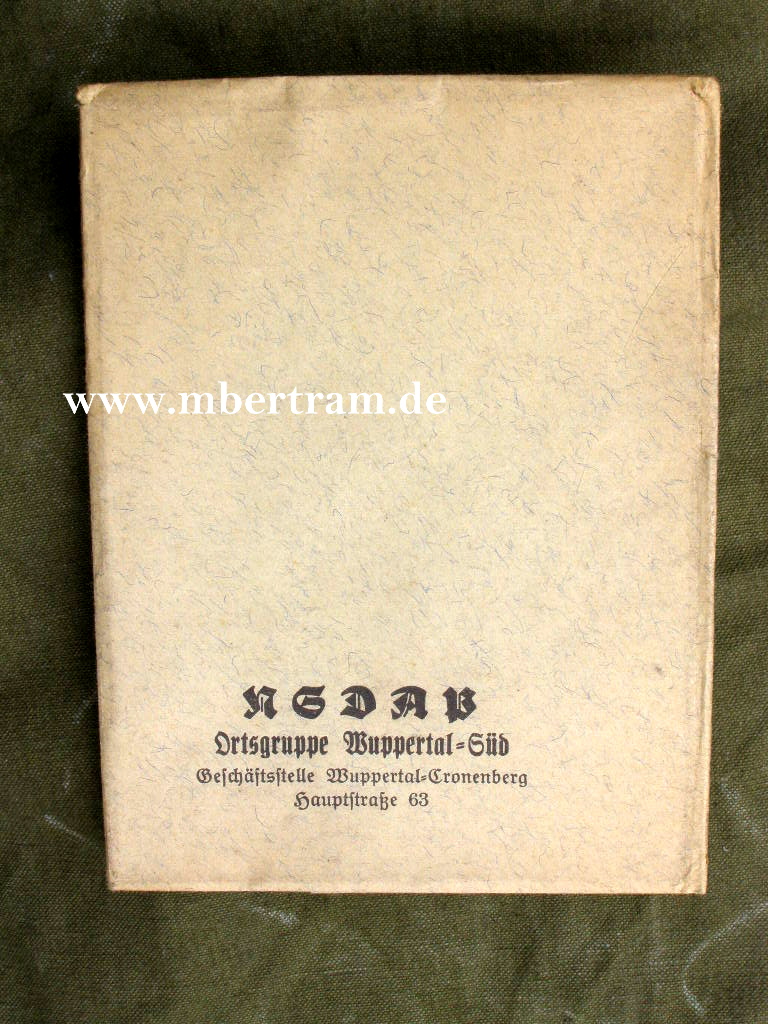 www.mbertram.de
NSDAP
Ortsgruppe Wuppertal-Süd
Geschäftsstelle Wuppertal-Cronenberg
Hauptstraße 63